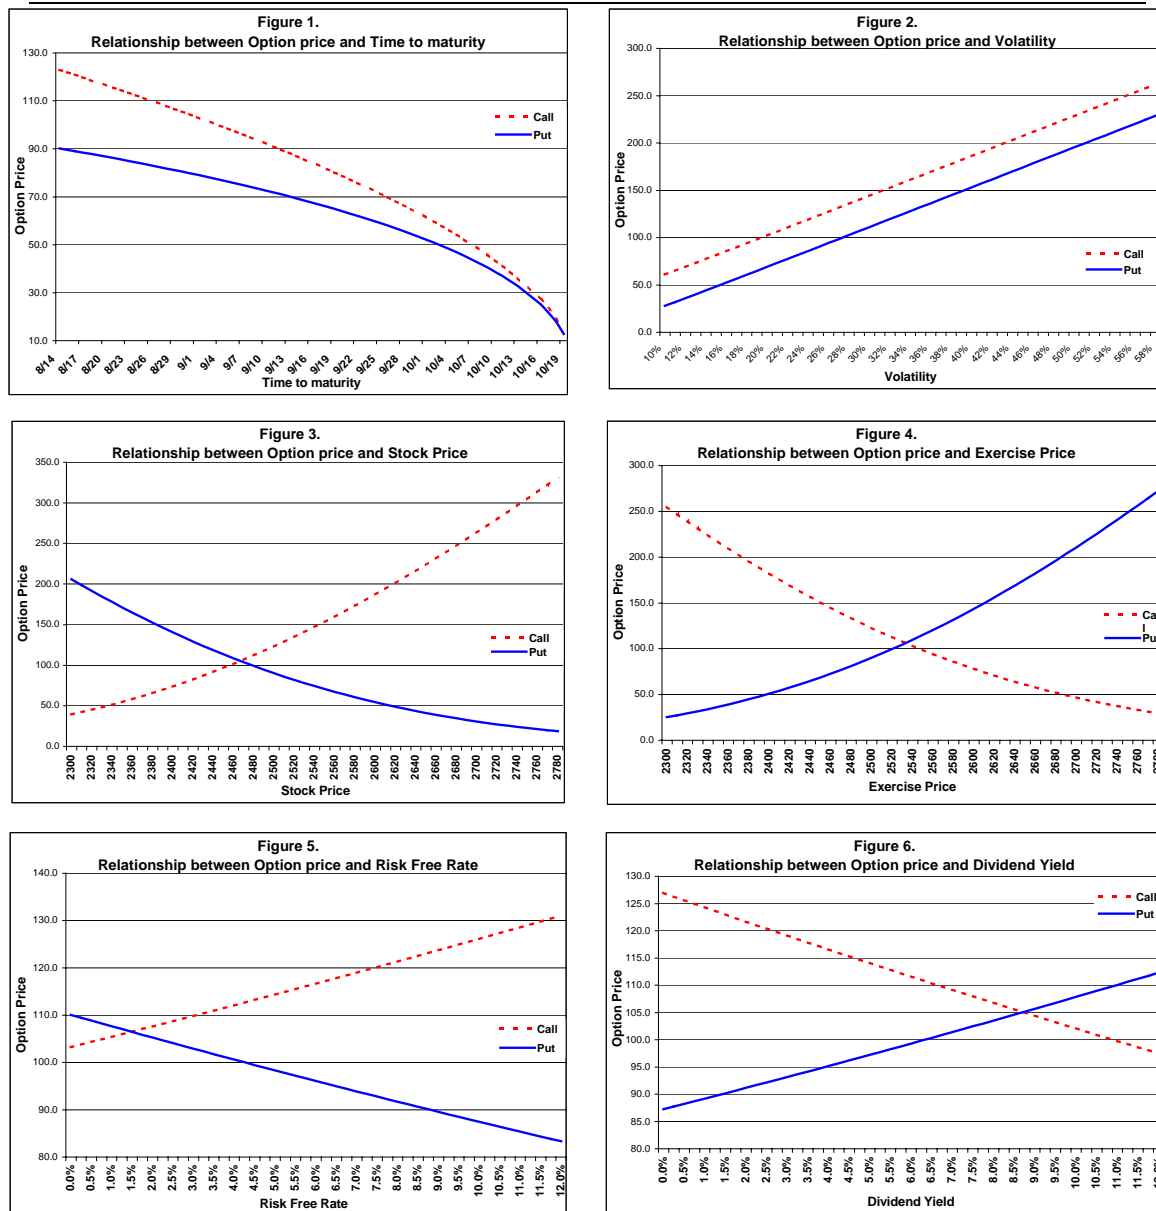 Figure 1.
Relationship between Option price and Time to maturity
130.0
110.0
90.0
70.0
50.0
30.0
10.0
Option Price
Call
Put
8/14 8/17 8/20 8/23 8/26 8/29 9/1 9/4 9/7 9/10 9/13 9/16 9/19 9/22 9/25 9/28 10/1 10/4 10/7 10/10 10/13 10/16 10/19
Time to maturity
Figure 2.
Relationship between Option price and Volatility
300.0
250.0
200.0
150.0
100.0
50.0
0.0
Option Price
Call
Put
10% 12% 14% 16% 18% 20% 22% 24% 26% 28% 30% 32% 34% 36% 38% 40% 42% 44% 46% 48% 50% 52% 54% 56% 58%
Volatility
Figure 3.
Relationship between Option price and Stock Price
350.0
300.0
250.0
200.0
150.0
100.0
50.0
0.0
Option Price
Call
Put
2300 2320 2340 2360 2380 2400 2420 2440 2460 2480 2500 2520 2540 2560 2580 2600 2620 2640 2660 2680 2700 2720 2740 2760 2780
Stock Price
Figure 4.
Relationship between Option price and Exercise Price
300.0
250.0
200.0
150.0
100.0
50.0
0.0
Option Price
Ca
l
Pu
2300 2320 2340 2360 2380 2400 2420 2440 2460 2480 2500 2520 2540 2560 2580 2600 2620 2640 2660 2680 2700 2720 2740 2760 2780
Exercise Price
Figure 5.
Relationship between Option price and Risk Free Rate
140.0
130.0
120.0
110.0
100.0
90.0
80.0
Option Price
Call
Put
0.0% 0.5% 1.0% 1.5% 2.0% 2.5% 3.0% 3.5% 4.0% 4.5% 5.0% 5.5% 6.0% 6.5% 7.0% 7.5% 8.0% 8.5% 9.0% 9.5% 10.0% 10.5% 11.0% 11.5% 12.0%
Risk Free Rate
Figure 6.
Relationship between Option price and Dividend Yield
130.0
125.0
120.0
115.0
110.0
105.0
100.0
95.0
90.0
85.0
80.0
Option Price
Call
Put
0.0% 0.5% 1.0% 1.5% 2.0% 2.5% 3.0% 3.5% 4.0% 4.5% 5.0% 5.5% 6.0% 6.5% 7.0% 7.5% 8.0% 8.5% 9.0% 9.5% 10.0% 10.5% 11.0% 11.5% 12.0%
Dividend Yield